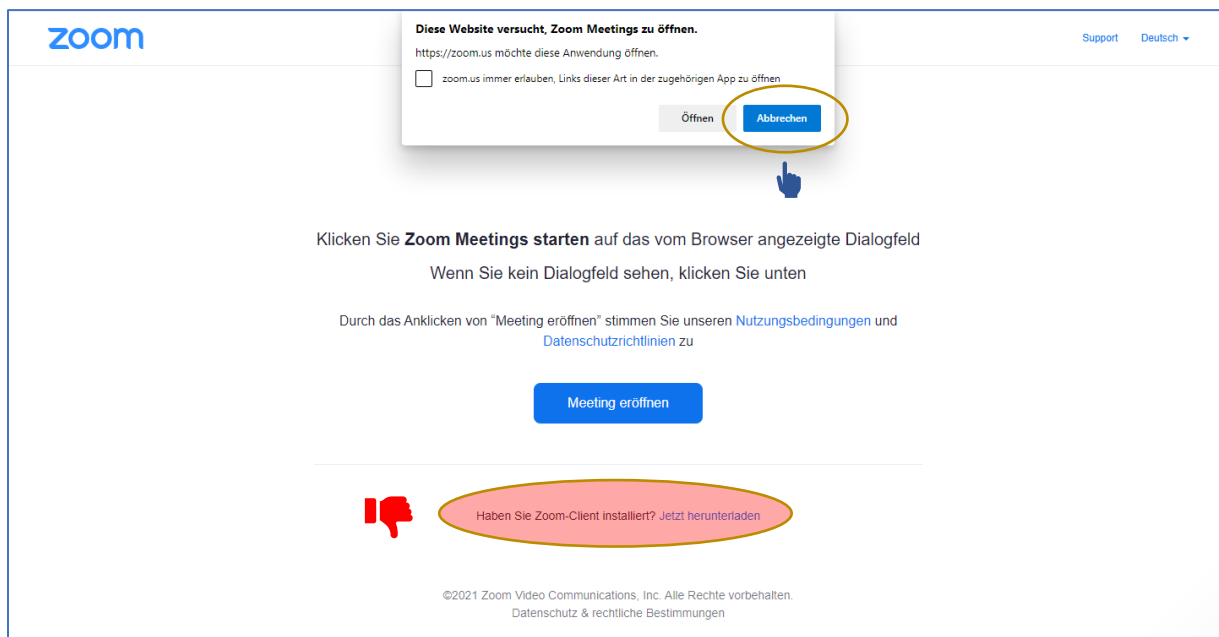 zoom
Diese Website versucht, Zoom Meetings zu öffnen.
https://zoom.us möchte diese Anwendung öffnen.
zoom.us immer erlauben, Links dieser Art in der zugehörigen App zu öffnen
Öffnen
Abbrechen
Support
Deutsch
Klicken Sie Zoom Meetings starten auf das vom Browser angezeigte Dialogfeld
Wenn Sie kein Dialogfeld sehen, klicken Sie unten
Durch das Anklicken von “Meeting eröffnen” stimmen Sie unseren Nutzungsbedingungen und
Datenschutzrichtlinien zu
Meeting eröffnen
Haben Sie Zoom-Client installiert? Jetzt herunterladen
©2021 Zoom Video Communications, Inc. Alle Rechte vorbehalten.
Datenschutz & rechtliche Bestimmungen